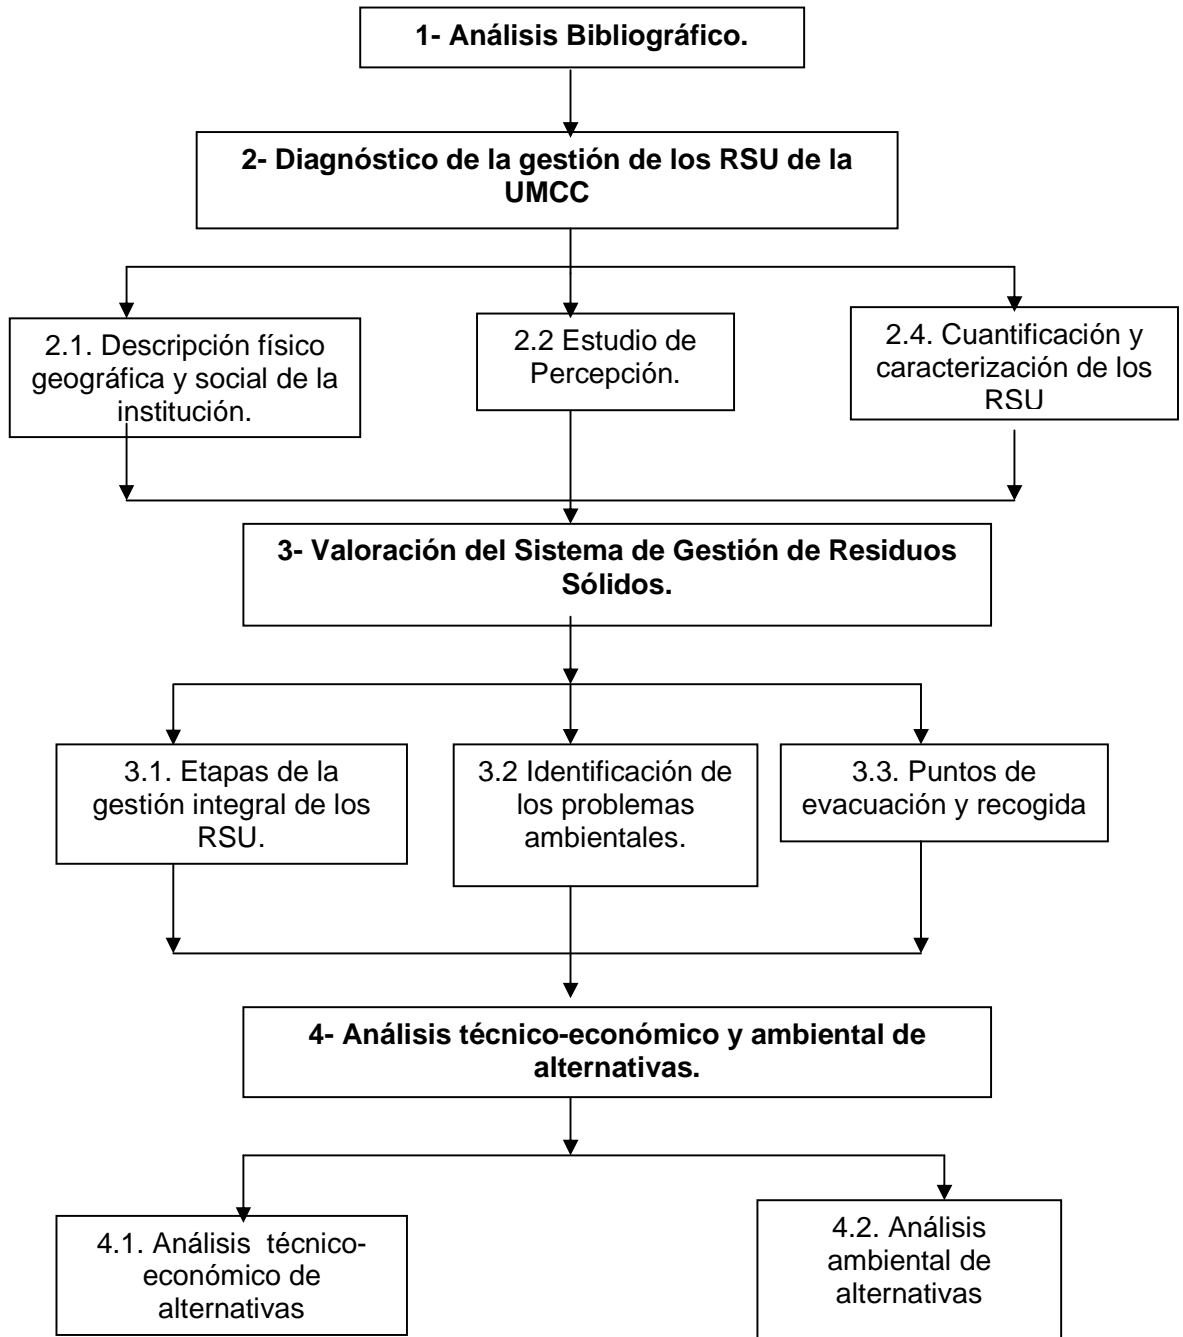 1- Análisis Bibliográfico.
2- Diagnóstico de la gestión de los RSU de la
UMCC
2.1. Descripción físico
geográfica y social de la
institución.
2.2 Estudio de
Percepción.
2.4. Cuantificación y
caracterización de los
RSU
3- Valoración del Sistema de Gestión de Residuos
Sólidos.
3.1. Etapas de la
gestión integral de los
RSU.
3.2 Identificación de
los problemas
ambientales.
3.3. Puntos de
evacuación y recogida
4- Análisis técnico-económico y ambiental de
alternativas.
4.1. Análisis técnico-
económico de
alternativas
4.2. Análisis
ambiental de
alternativas